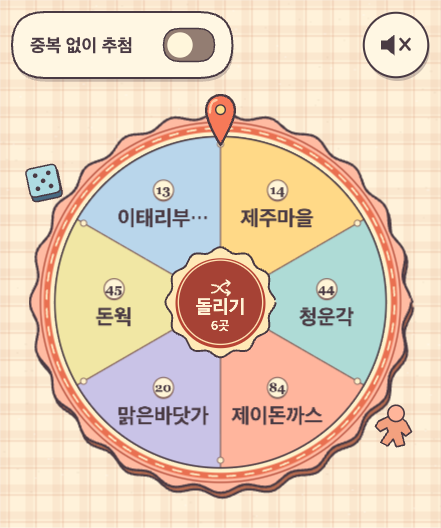 중복 없이 추첨
13
이태리부…
14
제주마을
45
돈웍
44
청운각
돌리기
6곳
20
맑은바닷가
84
제이돈까스